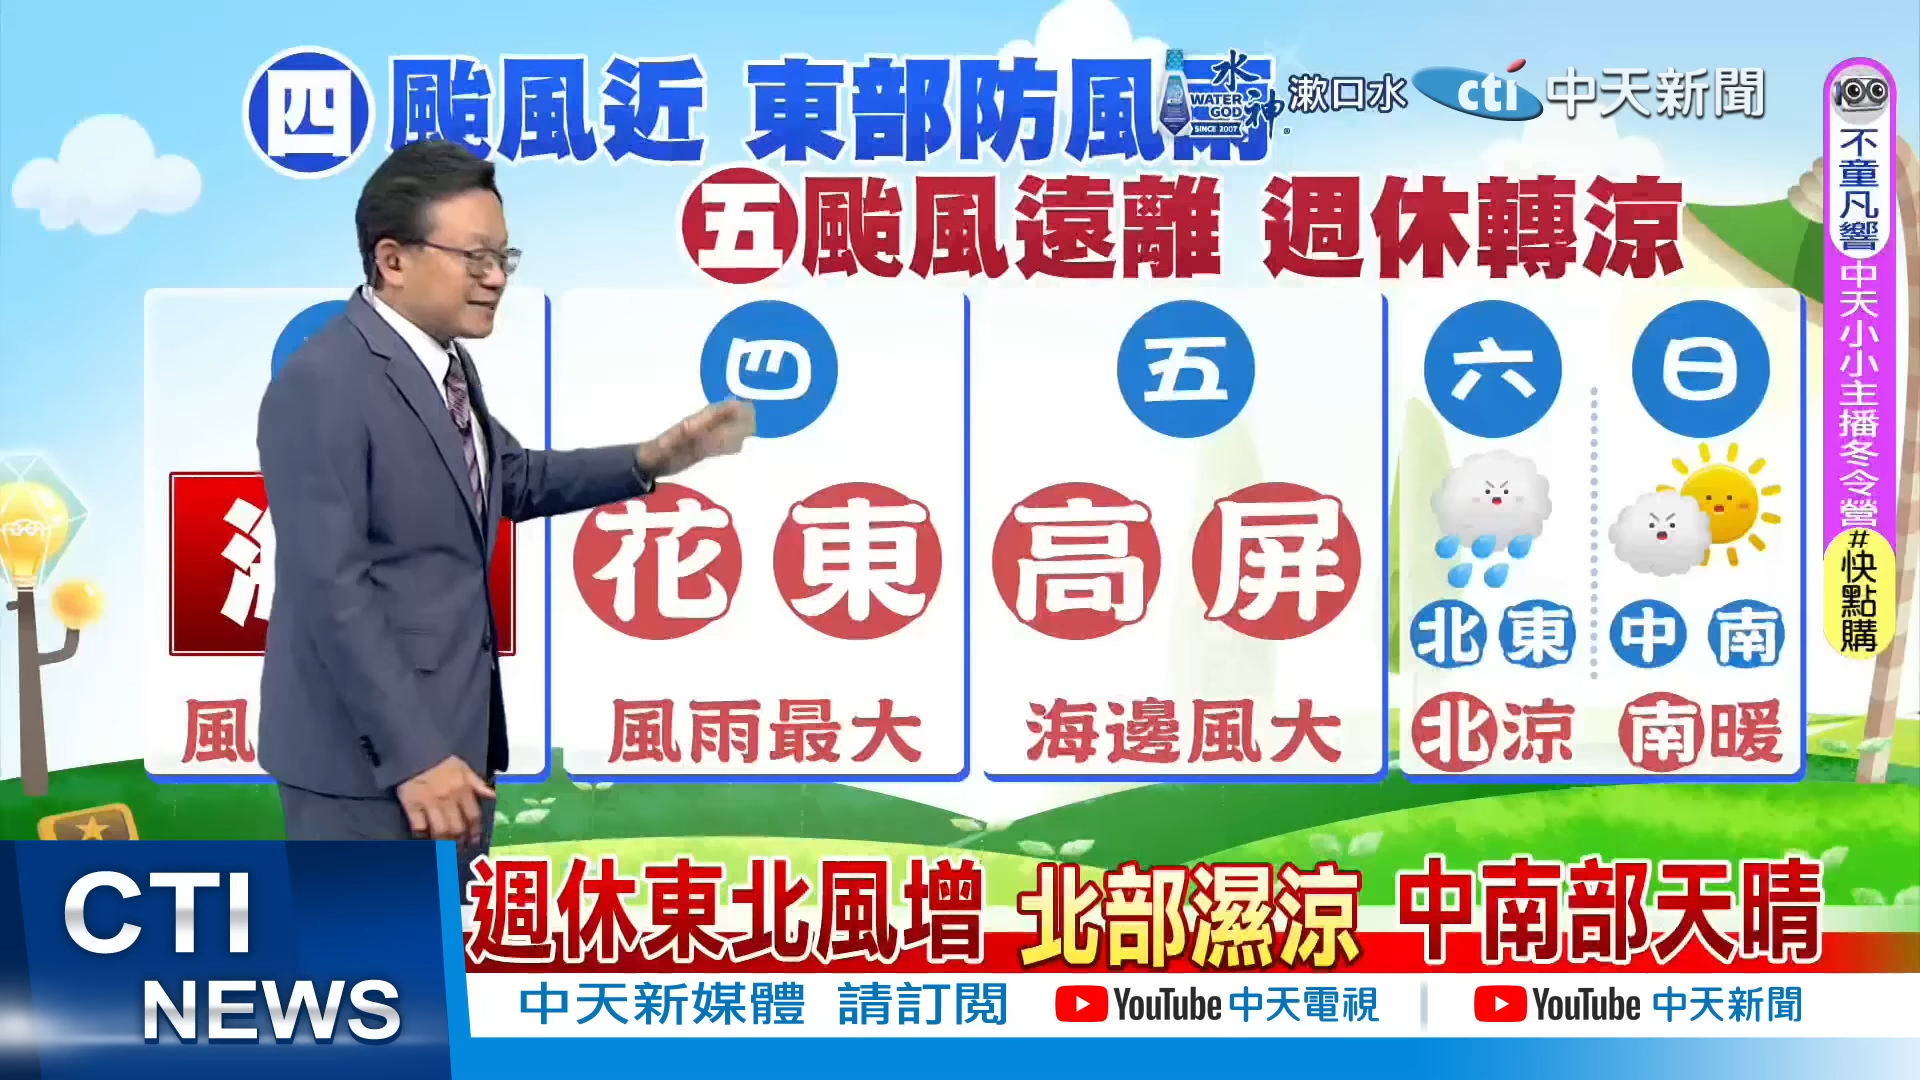 四 颱風近 東部防風雨
水神 WATER GOD SINCE 2007 漱口水 cti 中天新聞
五 颱風遠離 週休轉涼
四
五
六
日
花東
高屏
北東
中南
風
風雨最大
海邊風大
北涼
南暖
不童凡響 中天小小主播冬令營 #快點購
CTI NEWS
週休東北風增 北部濕涼 中南部天晴
中天新媒體 請訂閱 YouTube 中天電視 | YouTube 中天新聞